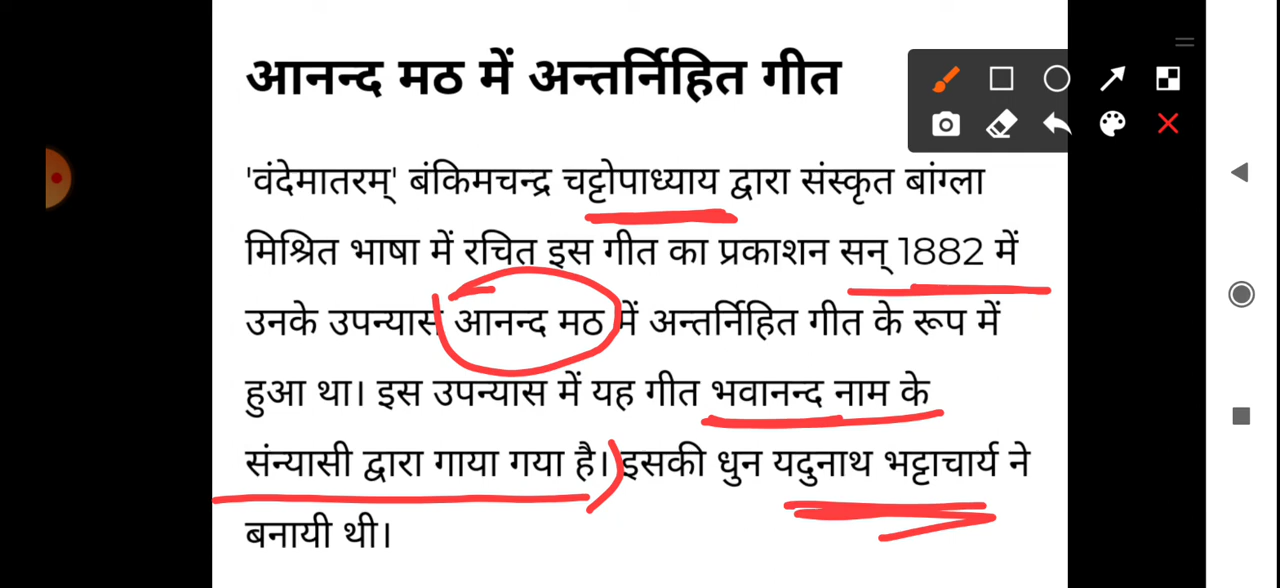 आनन्द मठ में अन्तर्निहित गीत
'वंदेमातरम्' बंकिमचन्द्र चट्टोपाध्याय द्वारा संस्कृत बांग्ला
मिश्रित भाषा में रचित इस गीत का प्रकाशन सन् 1882 में
उनके उपन्यास आनन्द मठ में अन्तर्निहित गीत के रूप में
हुआ था। इस उपन्यास में यह गीत भवानन्द नाम के
संन्यासी द्वारा गाया गया है। इसकी धुन यदुनाथ भट्टाचार्य ने
बनायी थी।